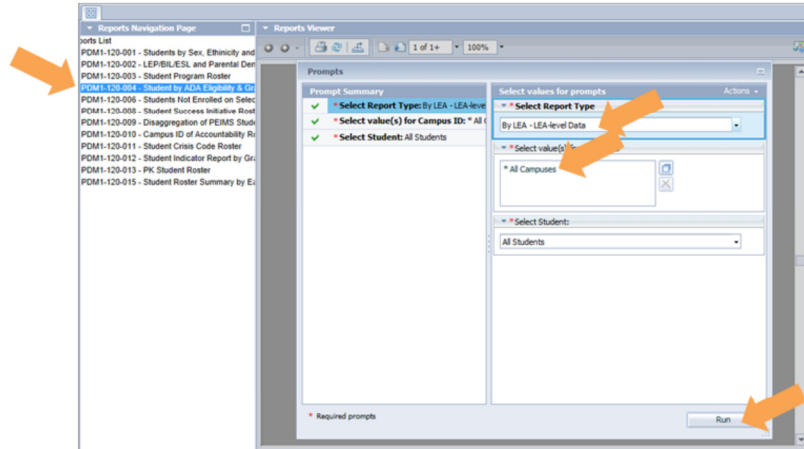 Reports Navigation Page
Reports Viewer
orts List
PDM1-120-001 - Students by Sex, Ethinicity and
PDM1-120-002 - LEP/BIL/ESL and Parental Den
PDM1-120-003 - Student Program Roster
PDM1-120-004 - Student by ADA Eligibility & Gr
PDM1-120-006 - Students Not Enrolled on Selec
PDM1-120-008 - Student Success Initiative Rost
PDM1-120-009 - Disaggregation of PEIMS Stude
PDM1-120-010 - Campus ID of Accountability Re
PDM1-120-011 - Student Crisis Code Roster
PDM1-120-012 - Student Indicator Report by Gra
PDM1-120-013 - PK Student Roster
PDM1-120-015 - Student Roster Summary by Ea
1 of 1+
100%
Prompts
Prompt Summary
* Select Report Type: By LEA - LEA-leve
* Select value(s) for Campus ID: * All C
* Select Student: All Students
* Required prompts
Select values for prompts
Actions
* Select Report Type
By LEA - LEA-level Data
* Select value(s)
* All Campuses
* Select Student:
All Students
Run